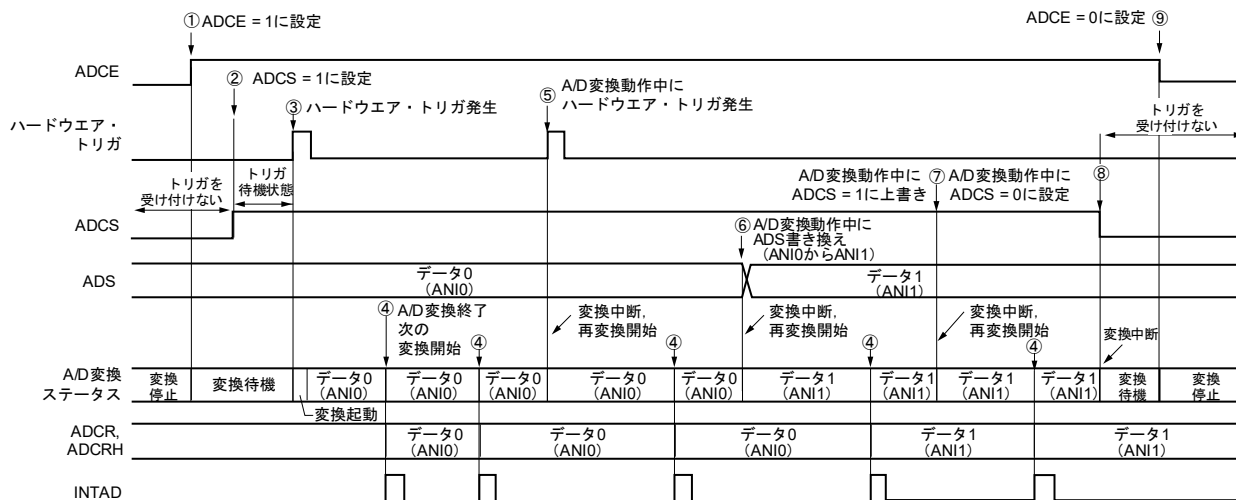 ① ADCE = 1に設定
ADCE = 0に設定 ⑨
ADCE
② ADCS = 1に設定
③ ハードウエア・トリガ発生
⑤ A/D変換動作中に
ハードウエア・トリガ発生
ハードウエア・
トリガ
トリガを
受け付けない
トリガを
受け付けない
トリガ
待機状態
A/D変換動作中に
ADCS = 1に上書き
⑦ A/D変換動作中に
ADCS = 0に設定
⑧
ADCS
⑥ A/D変換動作中に
ADS書き換え
(ANI0からANI1)
ADS
データ0
(ANI0)
データ1
(ANI1)
④ A/D変換終了
次の
変換開始
④
変換中断,
再変換開始
④
変換中断,
再変換開始
④
変換中断,
再変換開始
④
変換中断
A/D変換
ステータス
変換
停止
変換待機
変換起動
データ0
(ANI0)
データ0
(ANI0)
データ0
(ANI0)
データ0
(ANI0)
データ1
(ANI1)
データ1
(ANI1)
データ1
(ANI1)
データ1
(ANI1)
変換
待機
変換
停止
ADCR,
ADCRH
データ0
(ANI0)
データ0
(ANI0)
データ0
(ANI0)
データ1
(ANI1)
データ1
(ANI1)
INTAD